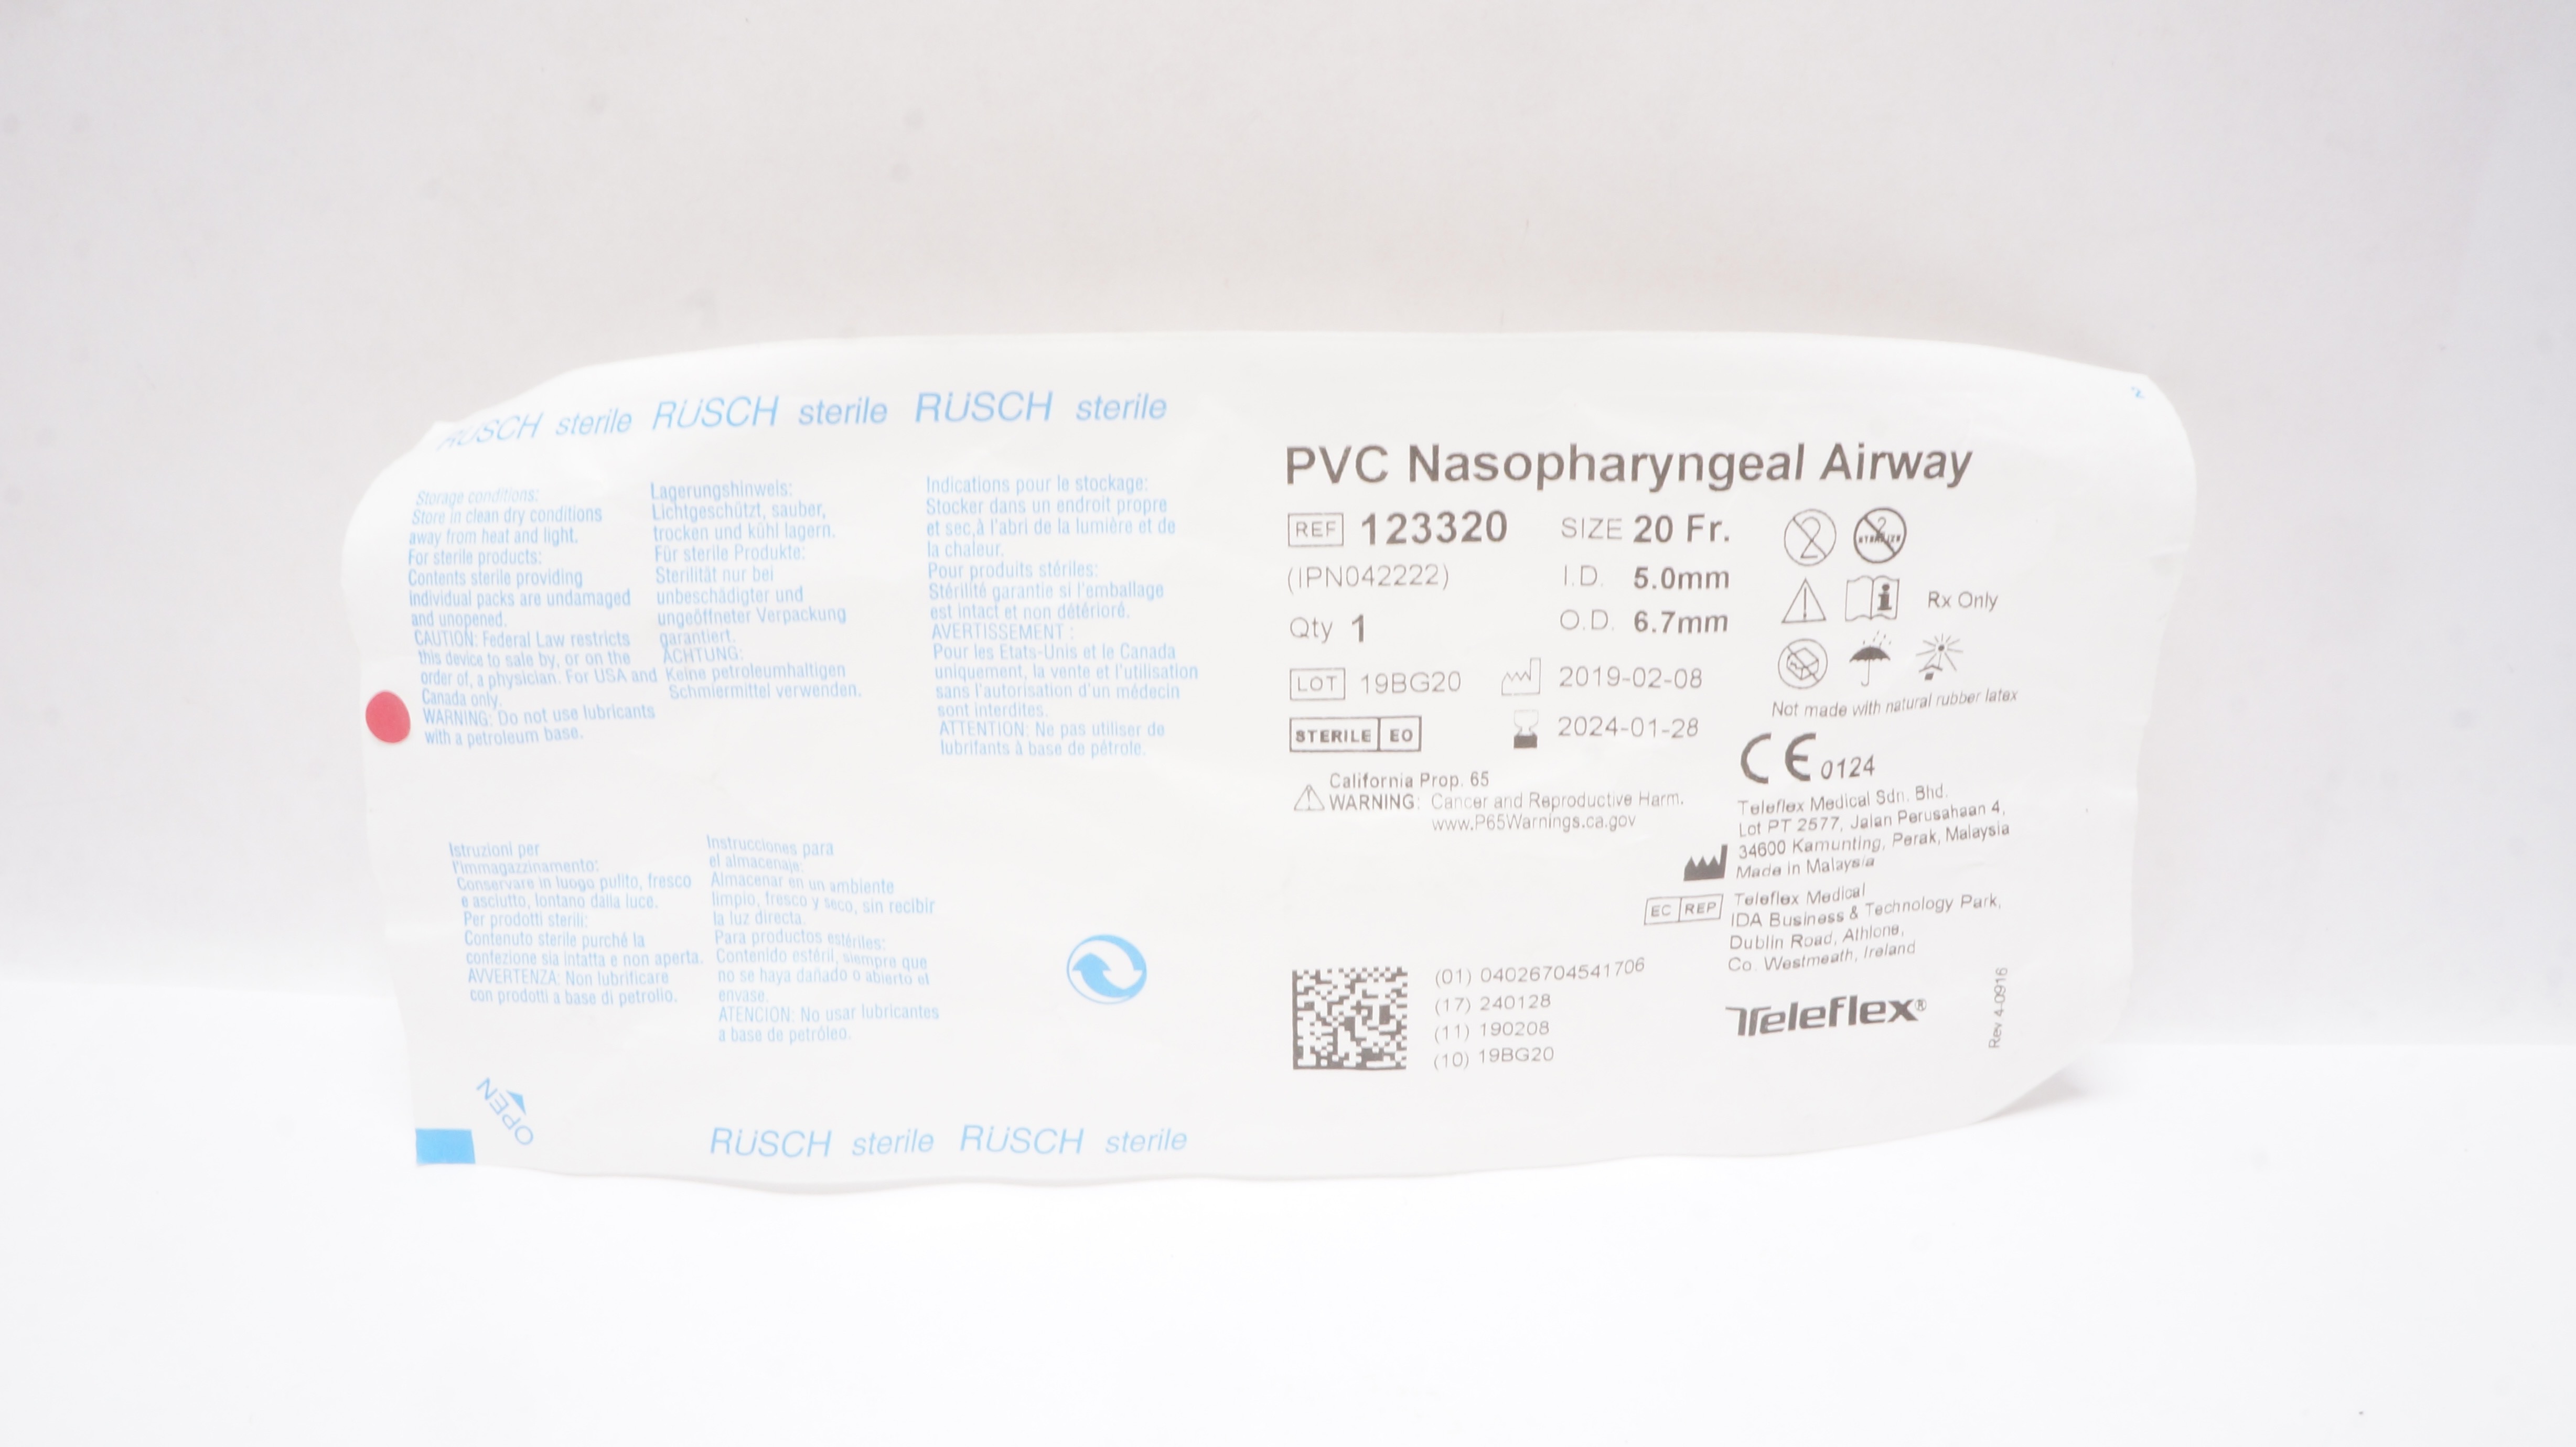 RÜSCH sterile RÜSCH sterile RÜSCH sterile
2
Storage conditions:
Store in clean dry conditions
away from heat and light.
For sterile products:
Contents sterile providing
individual packs are undamaged
and unopened.
CAUTION: Federal Law restricts
this device to sale by, or on the
order of, a physician. For USA and
Canada only.
WARNING: Do not use lubricants
with a petroleum base.
Lagerungshinweis:
Lichtgeschützt, sauber,
trocken und kühl lagern.
Für sterile Produkte:
Sterilität nur bei
unbeschädigter und
ungeöffneter Verpackung
garantiert.
ACHTUNG:
Keine petroleumhaltigen
Schmiermittel verwenden.
Indications pour le stockage:
Stocker dans un endroit propre
et sec,à l'abri de la lumière et de
la chaleur.
Pour produits stériles:
Stérilité garantie si l'emballage
est intact et non détérioré.
AVERTISSEMENT :
Pour les Etats-Unis et le Canada
uniquement, la vente et l'utilisation
sans l'autorisation d'un médecin
sont interdites.
ATTENTION: Ne pas utiliser de
lubrifants à base de pétrole.
Istruzioni per
l'immagazzinamento:
Conservare in luogo pulito, fresco
e asciutto, lontano dalla luce.
Per prodotti sterili:
Contenuto sterile purché la
confezione sia intatta e non aperta.
AVVERTENZA: Non lubrificare
con prodotti a base di petrolio.
Instrucciones para
el almacenaje:
Almacenar en un ambiente
limpio, fresco y seco, sin recibir
la luz directa.
Para productos estériles:
Contenido estéril, siempre que
no se haya dañado o abierto el
envase.
ATENCION: No usar lubricantes
a base de petróleo.
OPEN
RÜSCH sterile RÜSCH sterile
PVC Nasopharyngeal Airway
REF 123320 SIZE 20 Fr.
(IPN042222) I.D. 5.0mm
Qty 1 O.D. 6.7mm
LOT 19BG20 2019-02-08
STERILE EO 2024-01-28
California Prop. 65
WARNING: Cancer and Reproductive Harm.
www.P65Warnings.ca.gov
2
2
STERILIZE
Rx Only
Not made with natural rubber latex
CE 0124
Teleflex Medical Sdn. Bhd.
Lot PT 2577, Jalan Perusahaan 4,
34600 Kamunting, Perak, Malaysia
Made in Malaysia
EC REP Teleflex Medical
IDA Business & Technology Park,
Dublin Road, Athlone,
Co. Westmeath, Ireland
(01) 04026704541706
(17) 240128
(11) 190208
(10) 19BG20
Teleflex®
Rev 4-0916